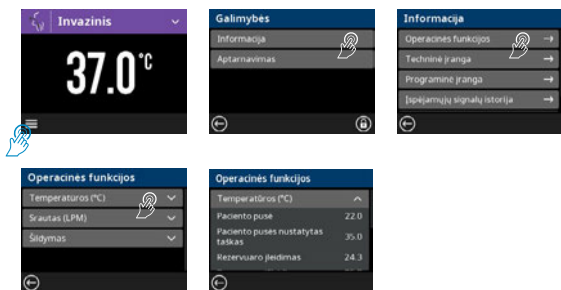 Invazinis
37.0°C
Galimybės
Informacija
Aptarnavimas
Informacija
Operacinės funkcijos
Techninė įranga
Programinė įranga
Įspėjamųjų signalų istorija
Operacinės funkcijos
Temperatūros (°C)
Srautas (LPM)
Šildymas
Operacinės funkcijos
Temperatūros (°C)
Paciento pusė 22.0
Paciento pusės nustatytas taškas 35.0
Rezervuaro įleidimas 24.3